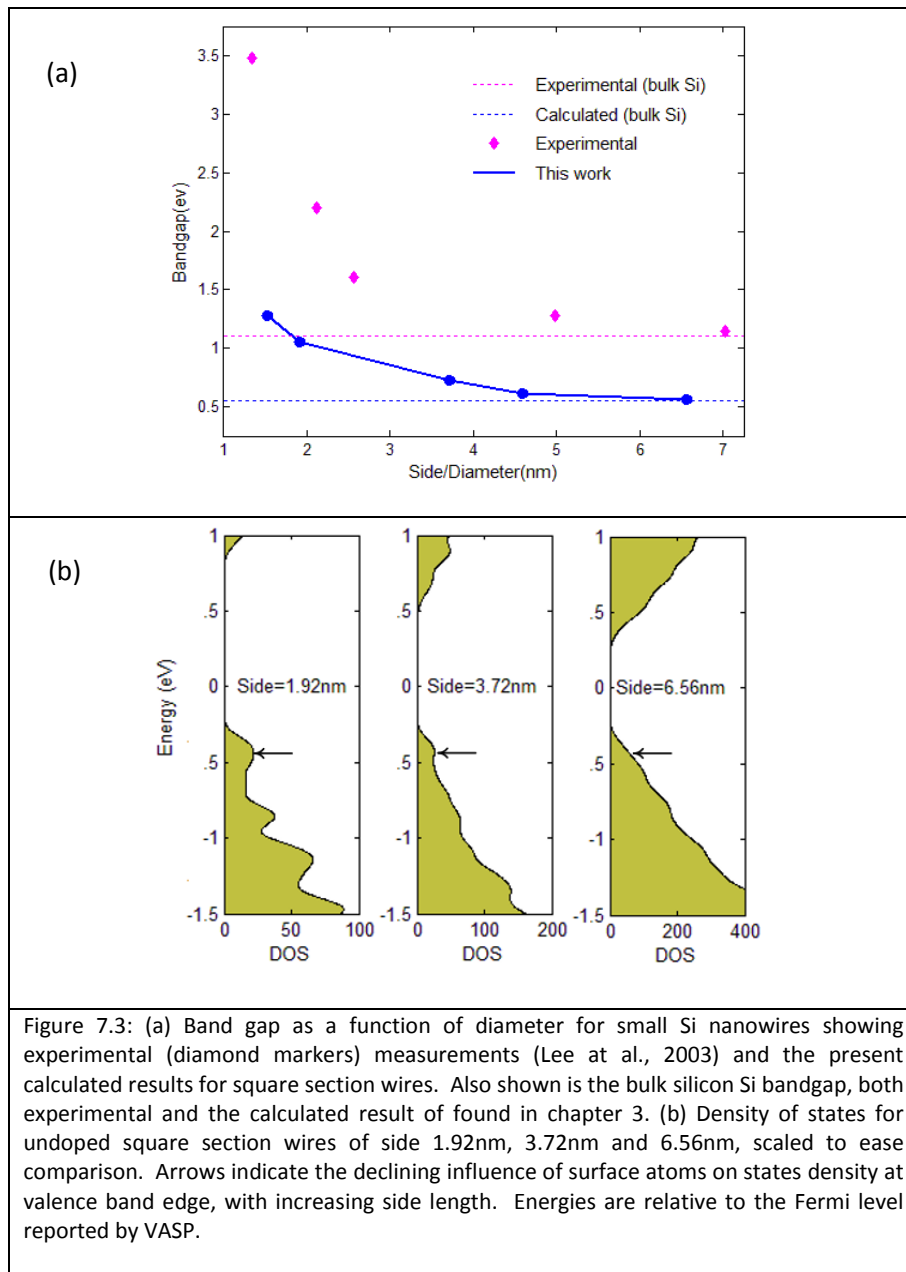 (a)
3.5
3
2.5
2
1.5
1
0.5
Bandgap(ev)
Experimental (bulk Si)
Calculated (bulk Si)
Experimental
This work
1 2 3 4 5 6 7
Side/Diameter(nm)
(b)
Energy (eV)
1
.5
0
.5
-1
-1.5
Side=1.92nm
0 50 100
DOS
1
.5
0
.5
-1
-1.5
Side=3.72nm
0 100 200
DOS
1
.5
0
.5
-1
-1.5
Side=6.56nm
0 200 400
DOS
Figure 7.3: (a) Band gap as a function of diameter for small Si nanowires showing
experimental (diamond markers) measurements (Lee at al., 2003) and the present
calculated results for square section wires. Also shown is the bulk silicon Si bandgap, both
experimental and the calculated result of found in chapter 3. (b) Density of states for
undoped square section wires of side 1.92nm, 3.72nm and 6.56nm, scaled to ease
comparison. Arrows indicate the declining influence of surface atoms on states density at
valence band edge, with increasing side length. Energies are relative to the Fermi level
reported by VASP.